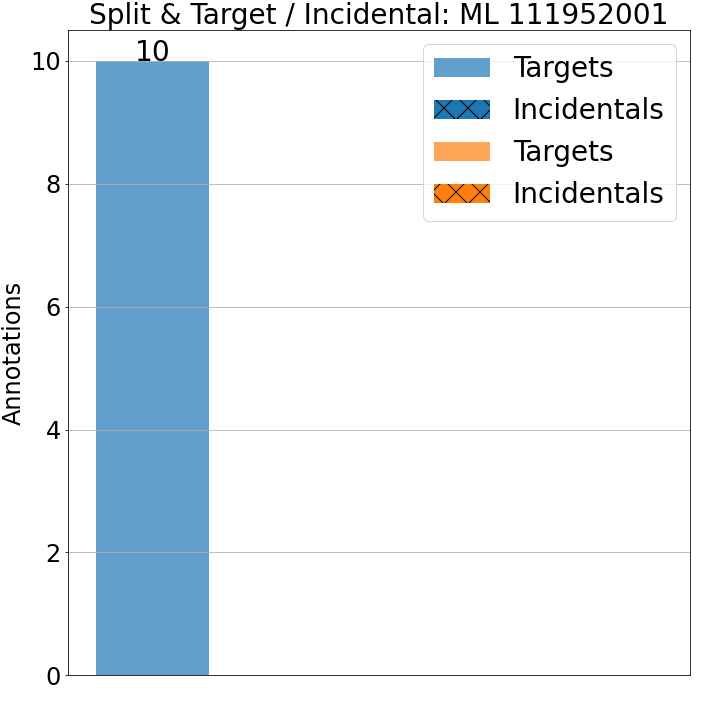 Split & Target / Incidental: ML 111952001
10
10
8
6
4
2
0
Annotations
Targets
Incidentals
Targets
Incidentals